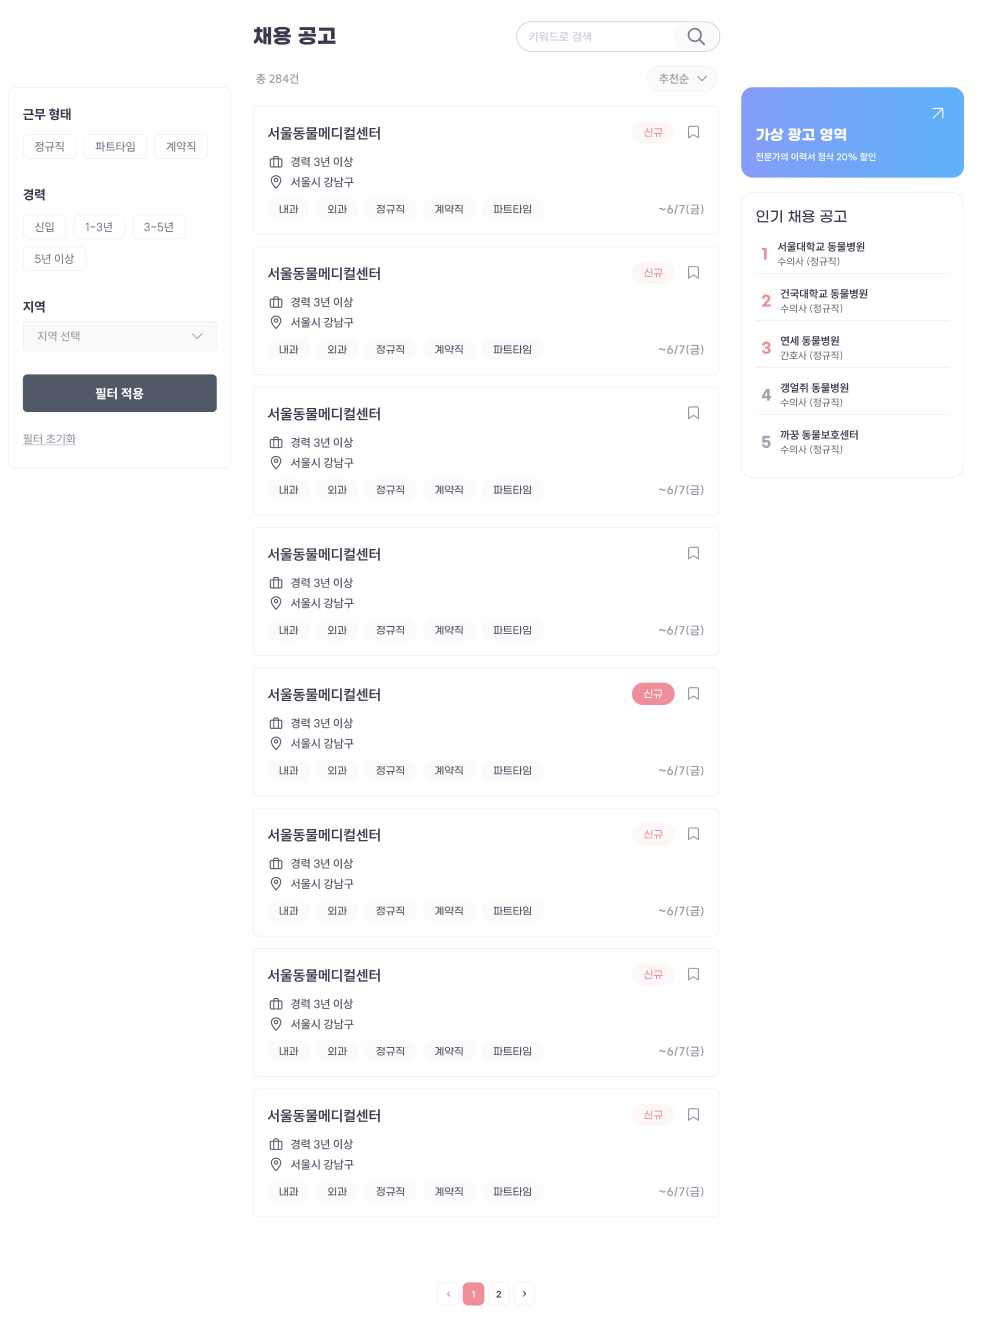 채용 공고
키워드로 검색
총 284건
추천순
근무 형태
정규직 파트타임 계약직
경력
신입 1-3년 3-5년
5년 이상
지역
지역 선택
필터 적용
필터 초기화
서울동물메디컬센터 신규
경력 3년 이상
서울시 강남구
내과 외과 정규직 계약직 파트타임 ~6/7(금)
서울동물메디컬센터 신규
경력 3년 이상
서울시 강남구
내과 외과 정규직 계약직 파트타임 ~6/7(금)
서울동물메디컬센터
경력 3년 이상
서울시 강남구
내과 외과 정규직 계약직 파트타임 ~6/7(금)
서울동물메디컬센터
경력 3년 이상
서울시 강남구
내과 외과 정규직 계약직 파트타임 ~6/7(금)
서울동물메디컬센터 신규
경력 3년 이상
서울시 강남구
내과 외과 정규직 계약직 파트타임 ~6/7(금)
서울동물메디컬센터 신규
경력 3년 이상
서울시 강남구
내과 외과 정규직 계약직 파트타임 ~6/7(금)
서울동물메디컬센터 신규
경력 3년 이상
서울시 강남구
내과 외과 정규직 계약직 파트타임 ~6/7(금)
서울동물메디컬센터 신규
경력 3년 이상
서울시 강남구
내과 외과 정규직 계약직 파트타임 ~6/7(금)
가상 광고 영역
전문가의 이력서 첨삭 20% 할인
인기 채용 공고
1 서울대학교 동물병원
수의사 (정규직)
2 건국대학교 동물병원
수의사 (정규직)
3 연세 동물병원
간호사 (정규직)
4 갱얼쥐 동물병원
수의사 (정규직)
5 까꿍 동물보호센터
수의사 (정규직)
< 1 2 >